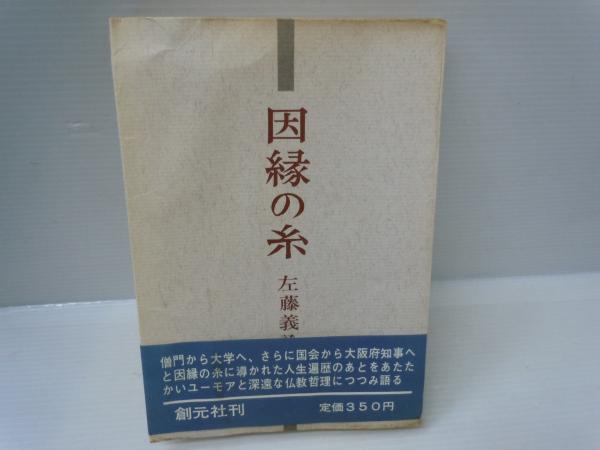 因縁の糸
左藤義
僧門から大学へ、さらに国会から大阪府知事へ
と因縁の糸に導かれた人生遍歴のあとをあたた
かいユーモアと深遠な仏教哲理につつみ語る
創元社刊 定価350円